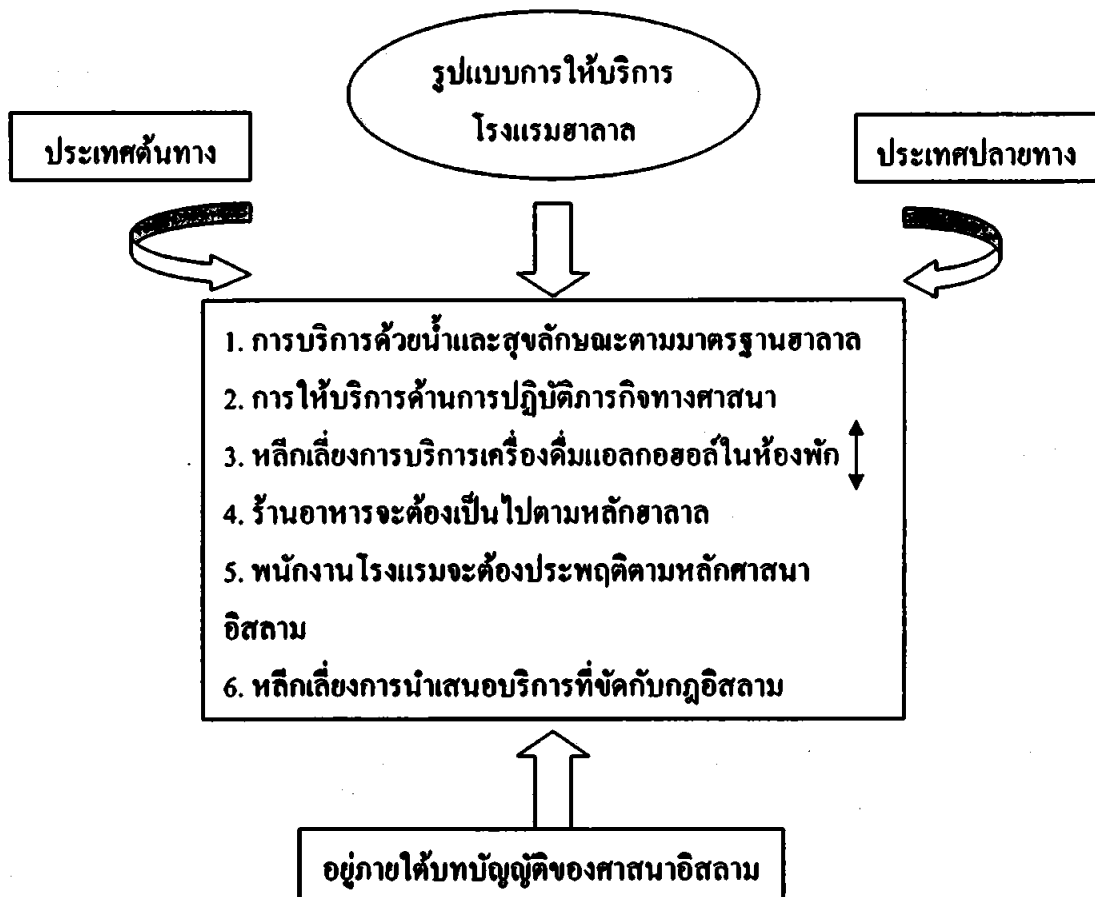 รูปแบบการให้บริการ
โรงแรมฮาลาล
ประเทศต้นทาง
ประเทศปลายทาง
1. การบริการด้วยน้ำและสุขลักษณะตามมาตรฐานฮาลาล
2. การให้บริการด้านการปฏิบัติภารกิจทางศาสนา
3. หลีกเลี่ยงการบริการเครื่องดื่มแอลกอฮอล์ในห้องพัก
4. ร้านอาหารจะต้องเป็นไปตามหลักฮาลาล
5. พนักงานโรงแรมจะต้องประพฤติตามหลักศาสนา
อิสลาม
6. หลีกเลี่ยงการนำเสนอบริการที่ขัดกับกฎอิสลาม
อยู่ภายใต้บทบัญญัติของศาสนาอิสลาม